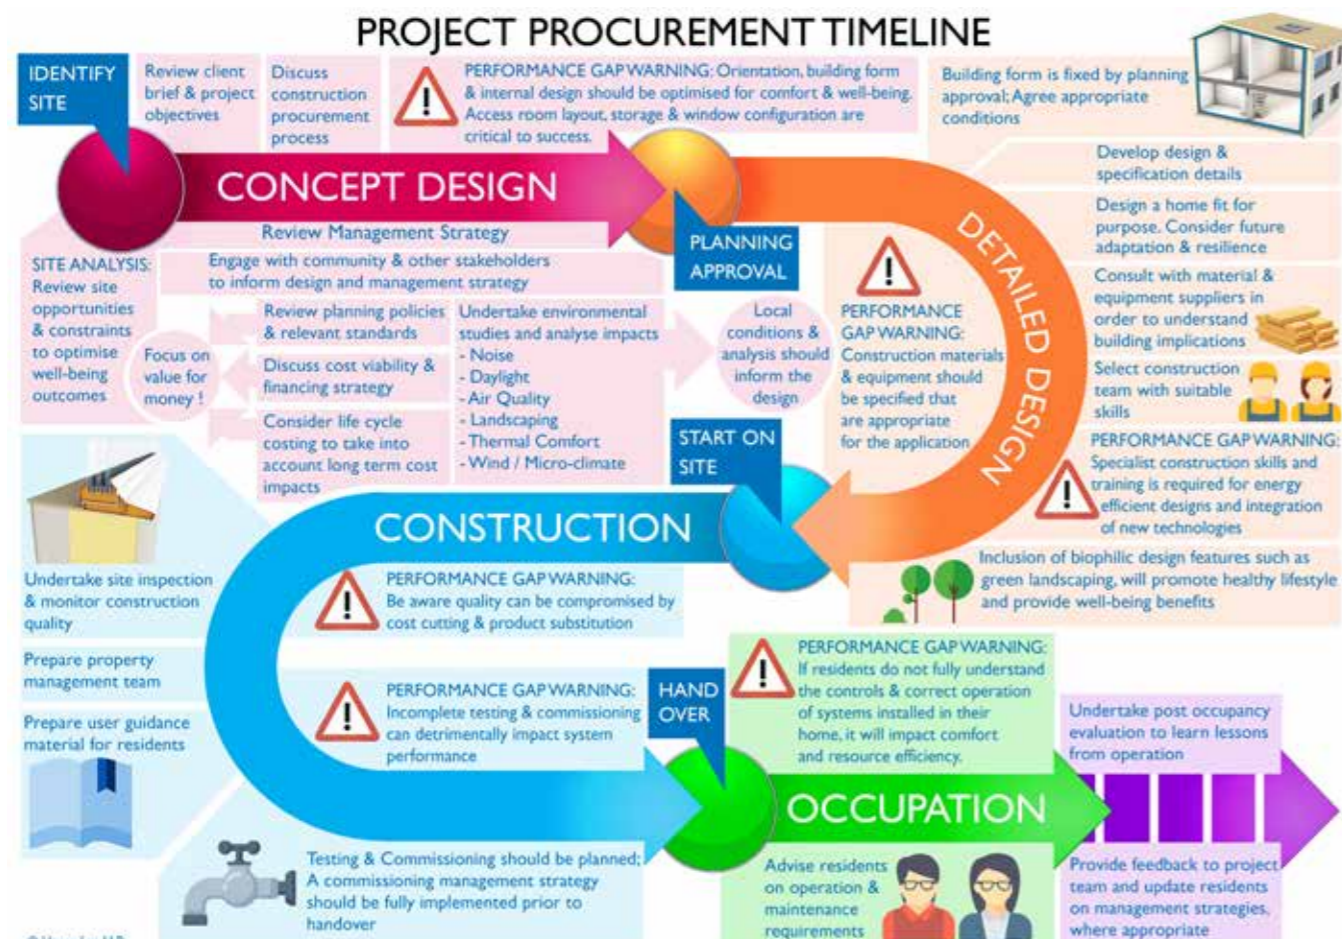 PROJECT PROCUREMENT TIMELINE
IDENTIFY
SITE
Review client
brief & project
objectives
Discuss
construction
procurement
process
PERFORMANCE GAP WARNING: Orientation, building form
& internal design should be optimised for comfort & well-being.
Access room layout, storage & window configuration are
critical to success.
Building form is fixed by planning
approval; Agree appropriate
conditions
CONCEPT DESIGN
PLANNING
APPROVAL
Review Management Strategy
Engage with community & other stakeholders
to inform design and management strategy
SITE ANALYSIS:
Review site
opportunities
& constraints
to optimise
well-being
outcomes
Focus on
value for
money !
Review planning policies
& relevant standards
Discuss cost viability &
financing strategy
Consider life cycle
costing to take into
account long term cost
impacts
Undertake environmental
studies and analyse impacts
- Noise
- Daylight
- Air Quality
- Landscaping
- Thermal Comfort
- Wind / Micro-climate
Local
conditions &
analysis should
inform the
design
DETAILED DESIGN
PERFORMANCE
GAP WARNING:
Construction materials
& equipment should
be specified that
are appropriate
for the application
Develop design &
specification details
Design a home fit for
purpose. Consider future
adaptation & resilience
Consult with material &
equipment suppliers in
order to understand
building implications
Select construction
team with suitable
skills
PERFORMANCE GAP WARNING:
Specialist construction skills and
training is required for energy
efficient designs and integration
of new technologies
Inclusion of biophilic design features such as
green landscaping, will promote healthy lifestyle
and provide well-being benefits
START ON
SITE
CONSTRUCTION
PERFORMANCE GAP WARNING:
Be aware quality can be compromised by
cost cutting & product substitution
Undertake site inspection
& monitor construction
quality
Prepare property
management team
Prepare user guidance
material for residents
PERFORMANCE GAP WARNING:
Incomplete testing & commissioning
can detrimentally impact system
performance
Testing & Commissioning should be planned;
A commissioning management strategy
should be fully implemented prior to
handover
HAND
OVER
PERFORMANCE GAP WARNING:
If residents do not fully understand
the controls & correct operation
of systems installed in their
home, it will impact comfort
and resource efficiency.
OCCUPATION
Advise residents
on operation &
maintenance
requirements
Undertake post occupancy
evaluation to learn lessons
from operation
Provide feedback to project
team and update residents
on management strategies,
where appropriate